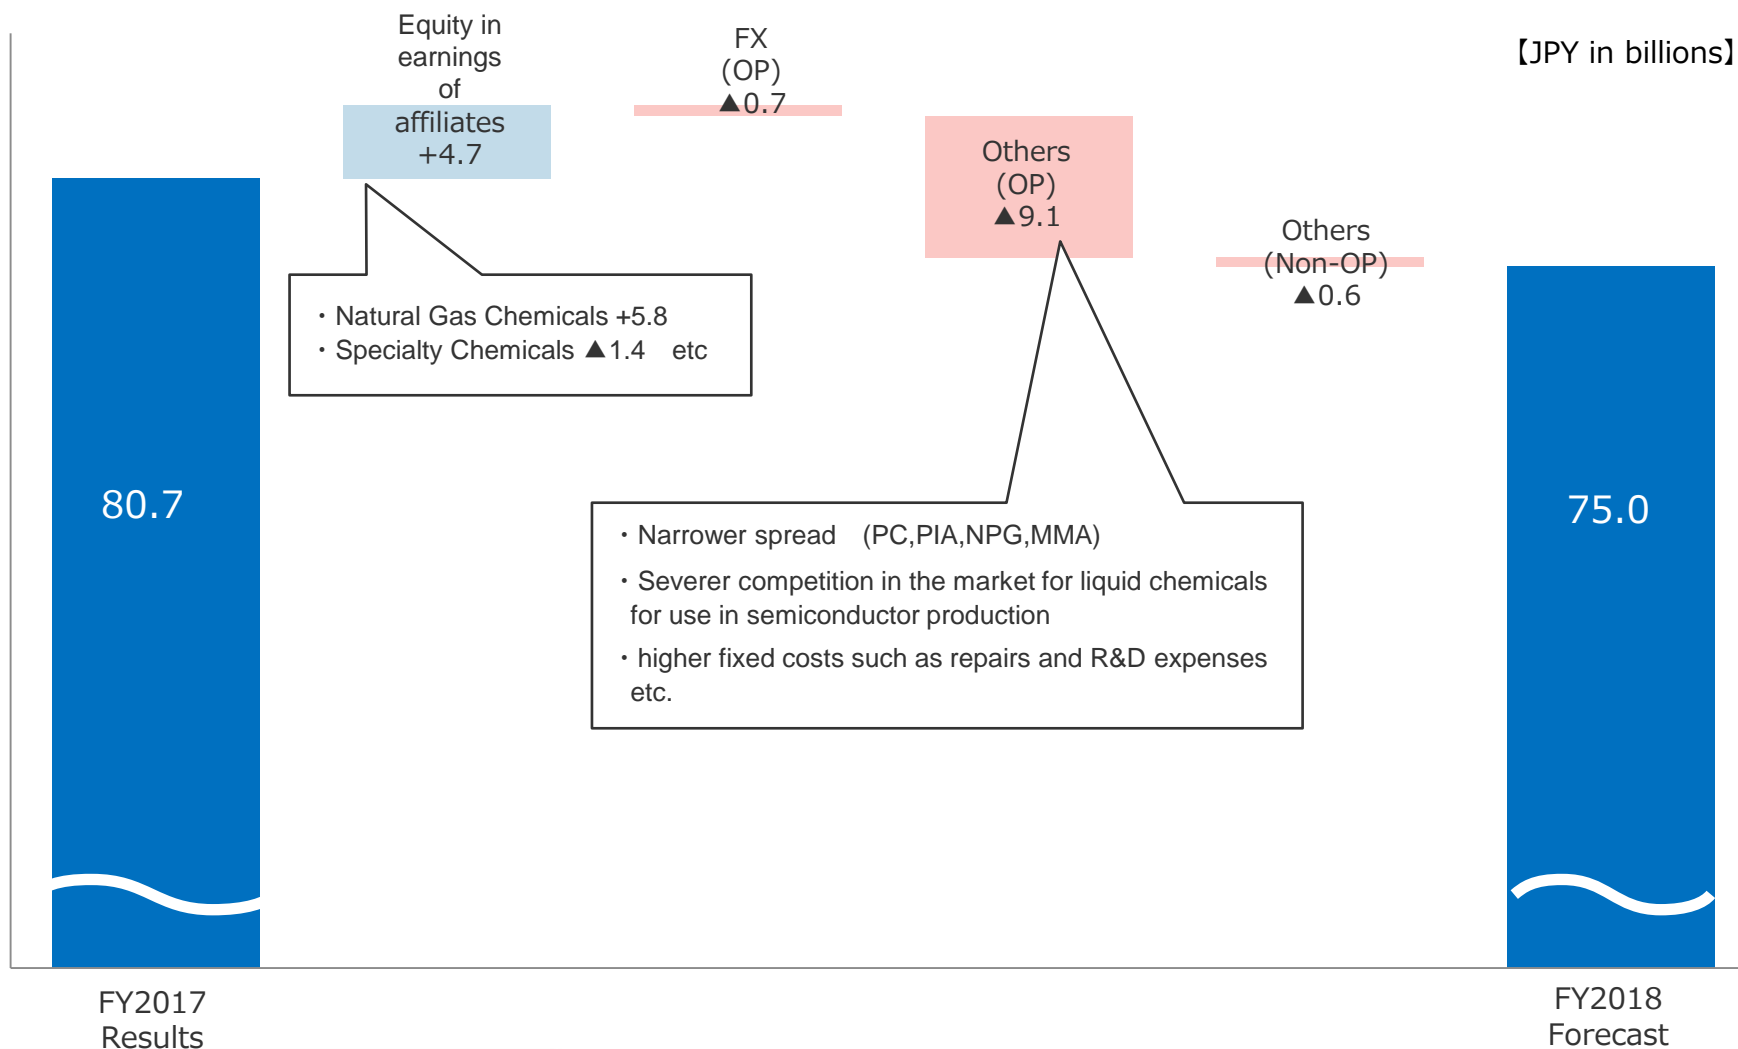 【JPY in billions】
Equity in
earnings
of
affiliates
+4.7
FX
(OP)
▲0.7
Others
(OP)
▲9.1
Others
(Non-OP)
▲0.6
・Natural Gas Chemicals +5.8
・Specialty Chemicals ▲1.4　etc
80.7
・Narrower spread　(PC,PIA,NPG,MMA)
・Severer competition in the market for liquid chemicals
for use in semiconductor production
・higher fixed costs such as repairs and R&D expenses
etc.
75.0
FY2017
Results
FY2018
Forecast